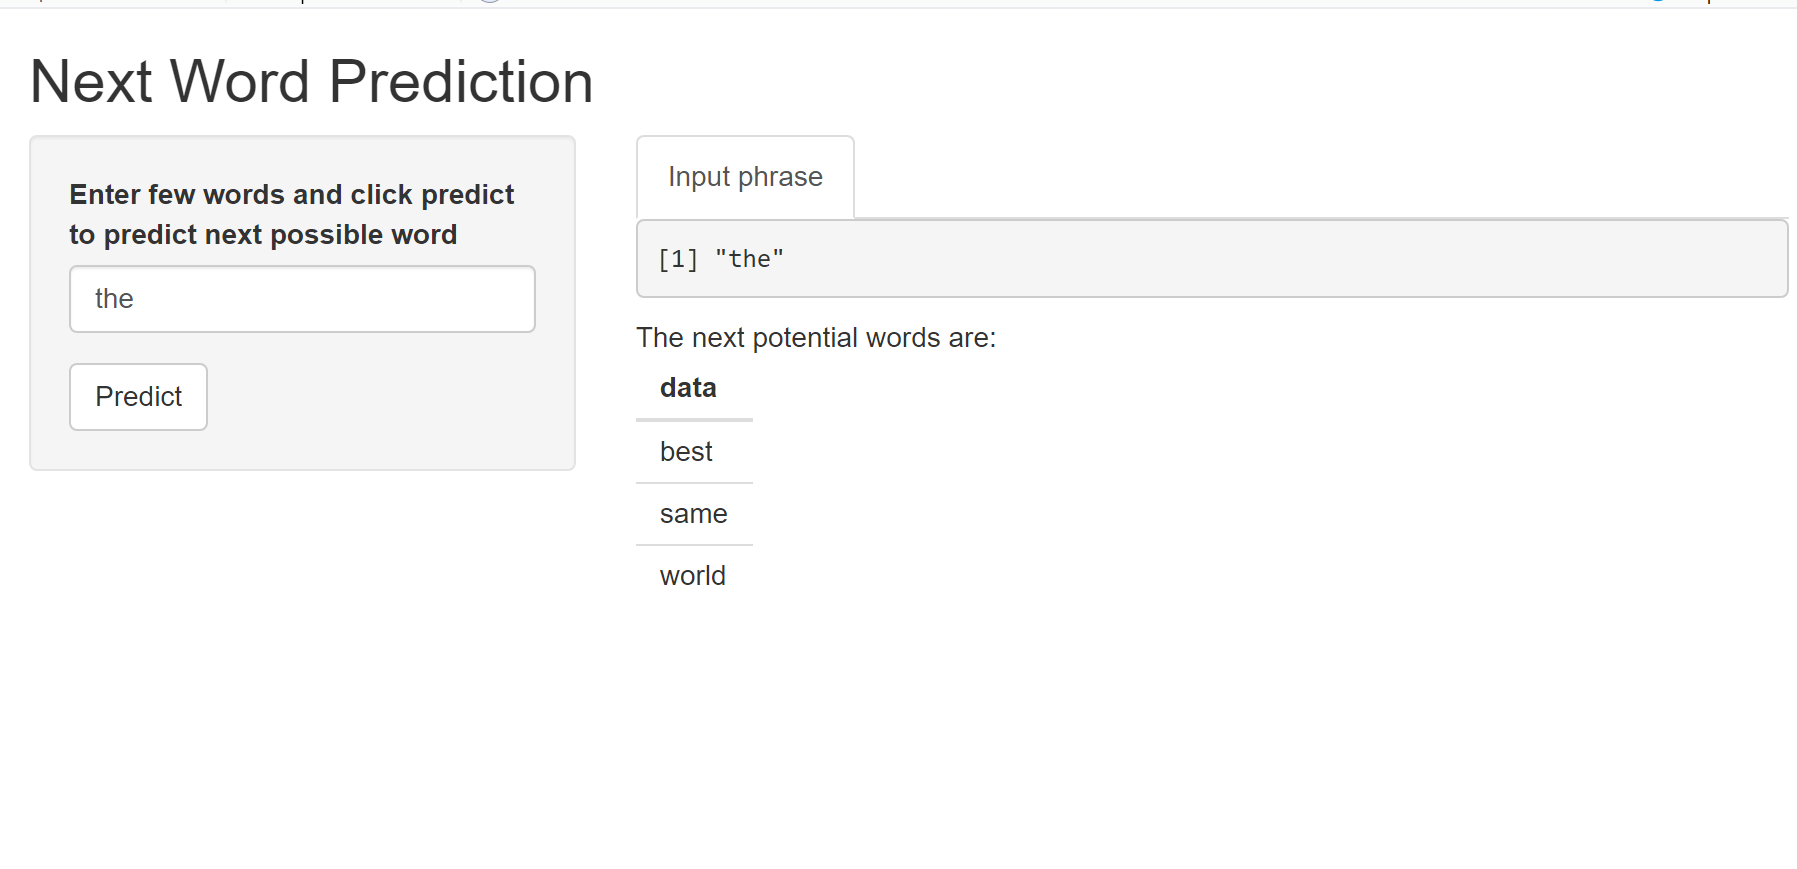 Next Word Prediction
Enter few words and click predict
to predict next possible word
the
Predict
Input phrase
[1] "the"
The next potential words are:
data
best
same
world